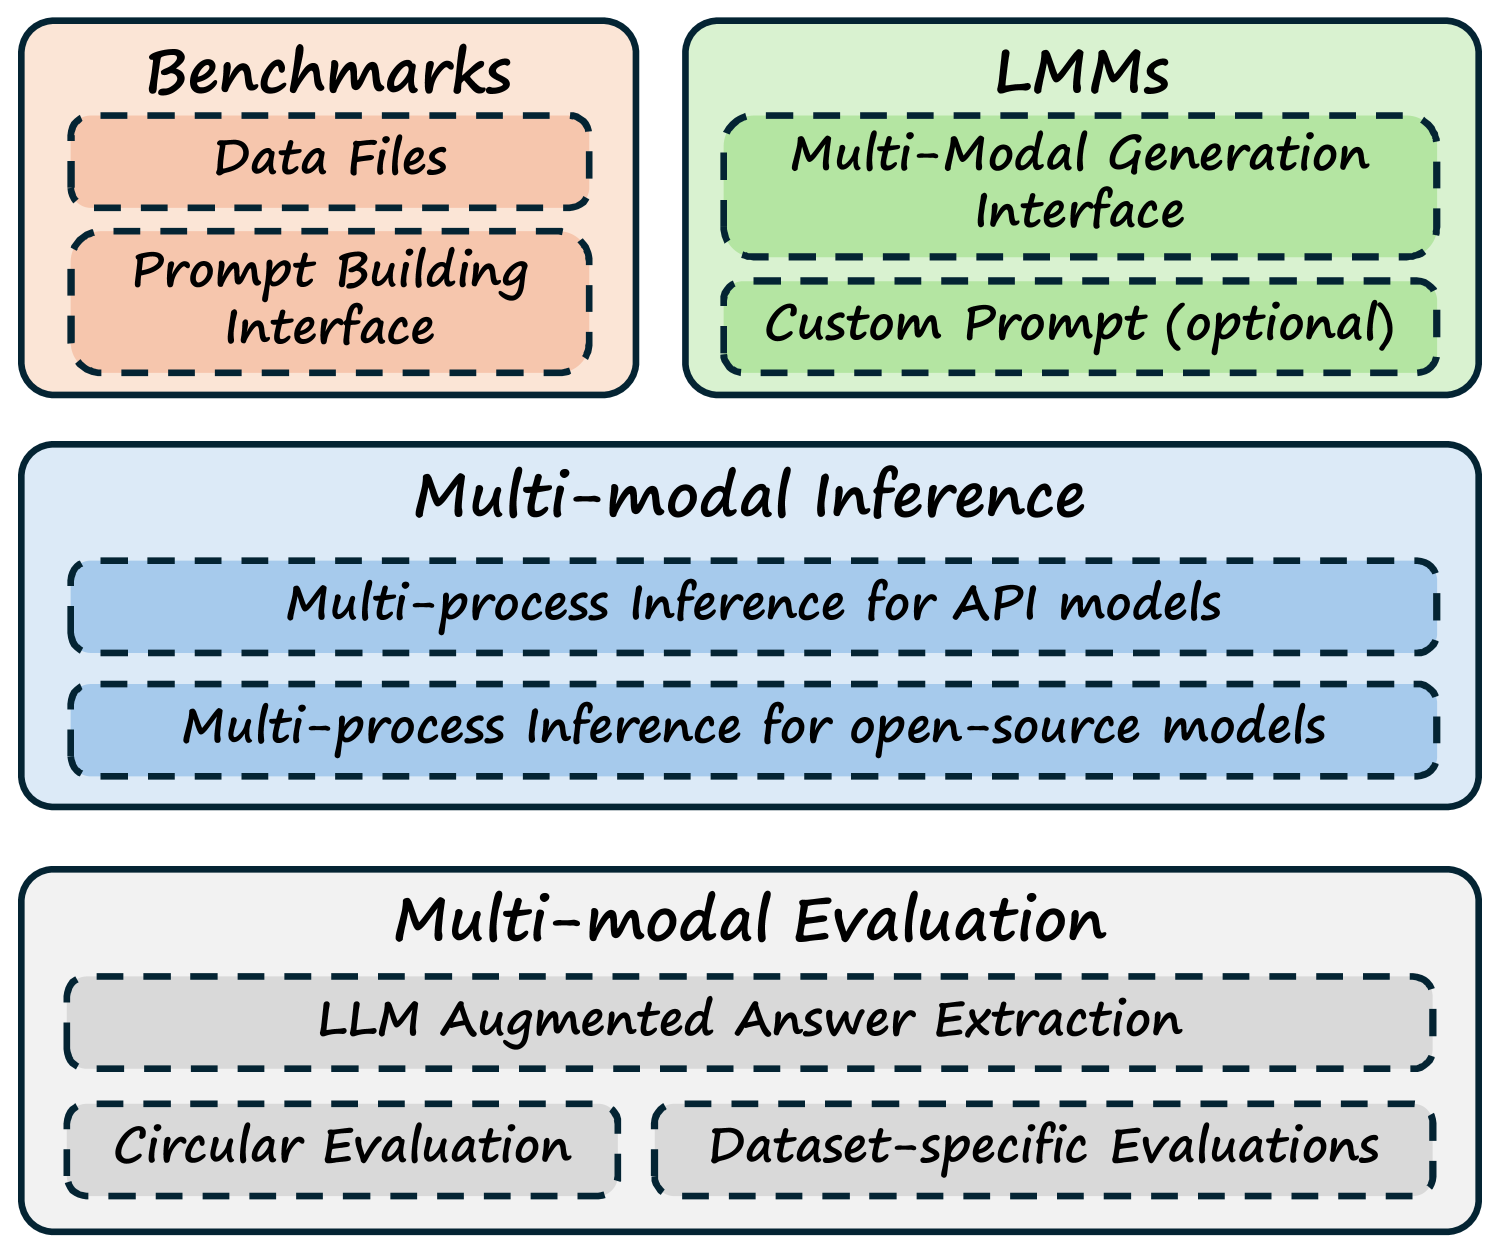 Benchmarks
Data Files
Prompt Building
Interface
LMMs
Multi-Modal Generation
Interface
Custom Prompt (optional)
Multi-modal Inference
Multi-process Inference for API models
Multi-process Inference for open-source models
Multi-modal Evaluation
LLM Augmented Answer Extraction
Circular Evaluation
Dataset-specific Evaluations